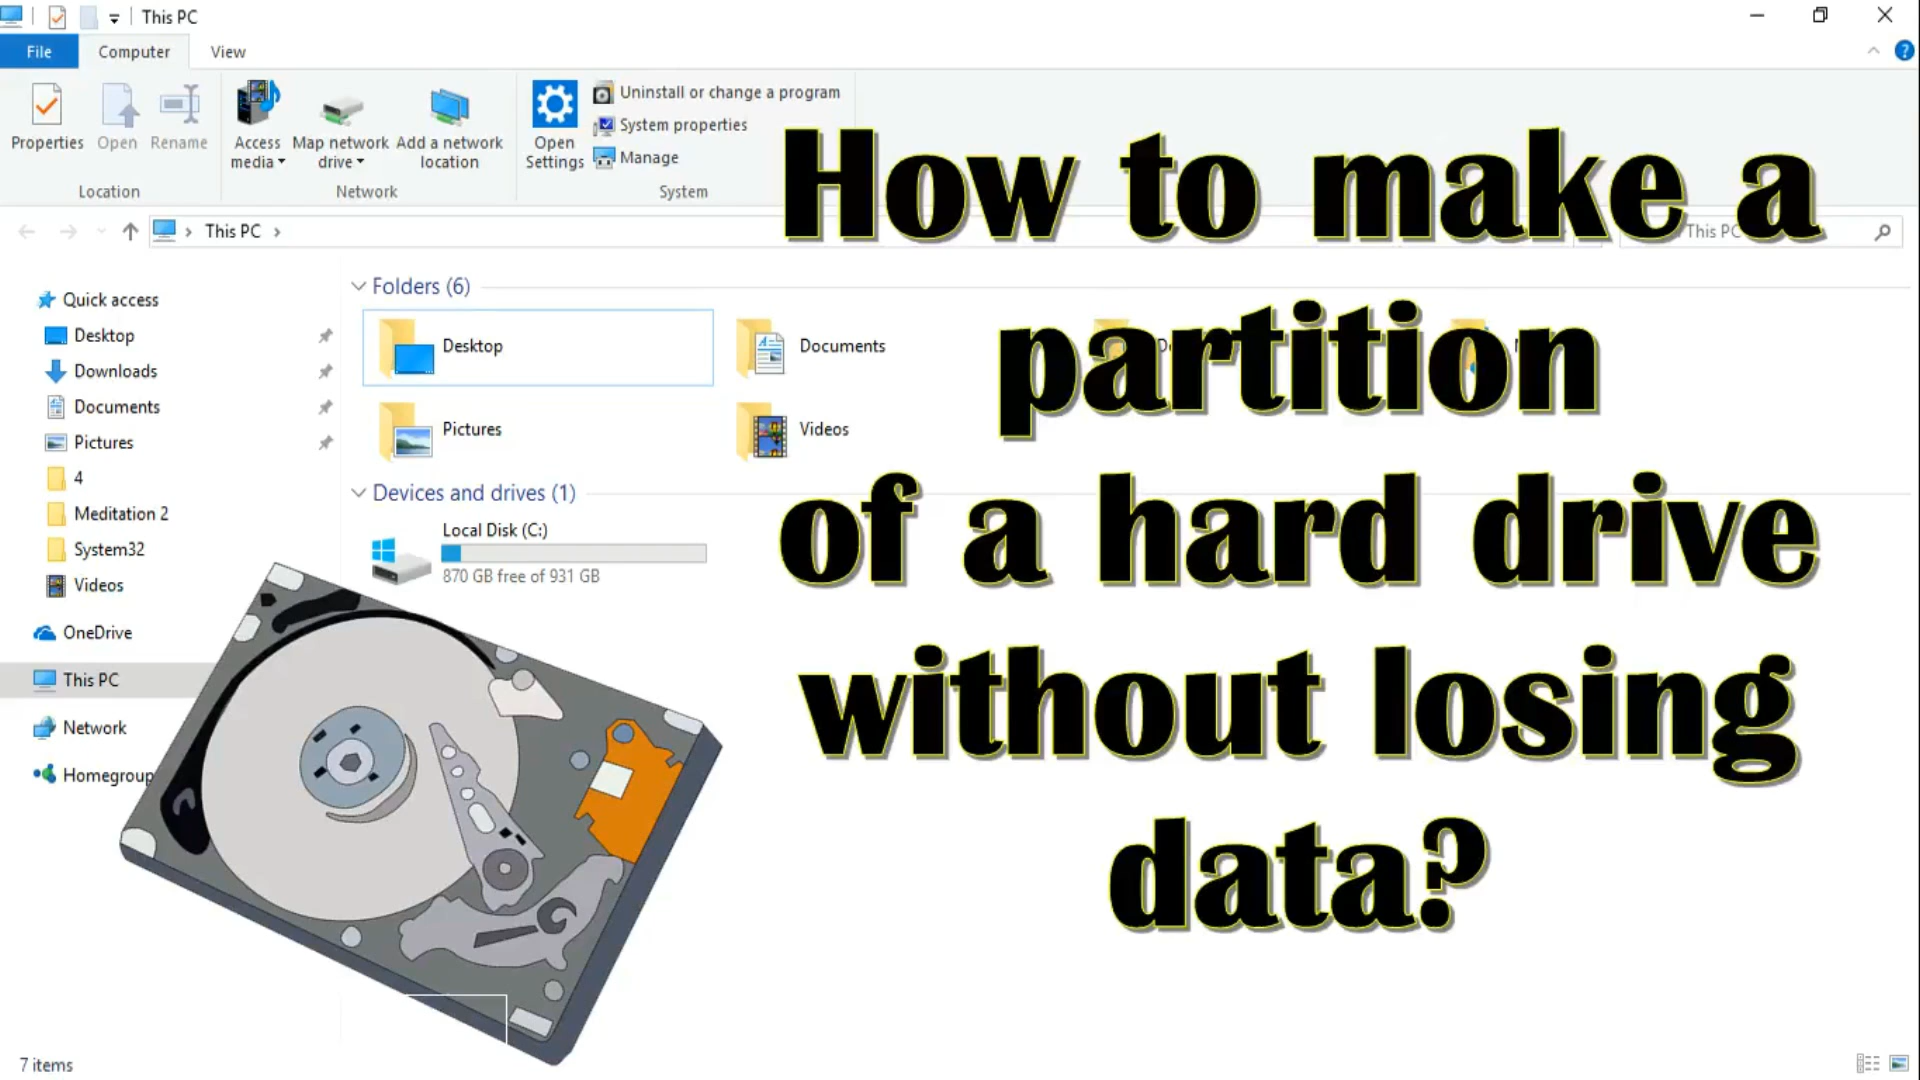 This PC
File
Computer
View
Properties
Open
Rename
Access media
Map network drive
Add a network location
Open Settings
Uninstall or change a program
System properties
Manage
Location
Network
System
This PC
This PC
Quick access
Desktop
Downloads
Documents
Pictures
4
Meditation 2
System32
Videos
OneDrive
This PC
Network
Homegroup
Folders (6)
Desktop
Documents
Pictures
Videos
Devices and drives (1)
Local Disk (C:)
870 GB free of 931 GB
How to make a
partition
of a hard drive
without losing
data?
7 items